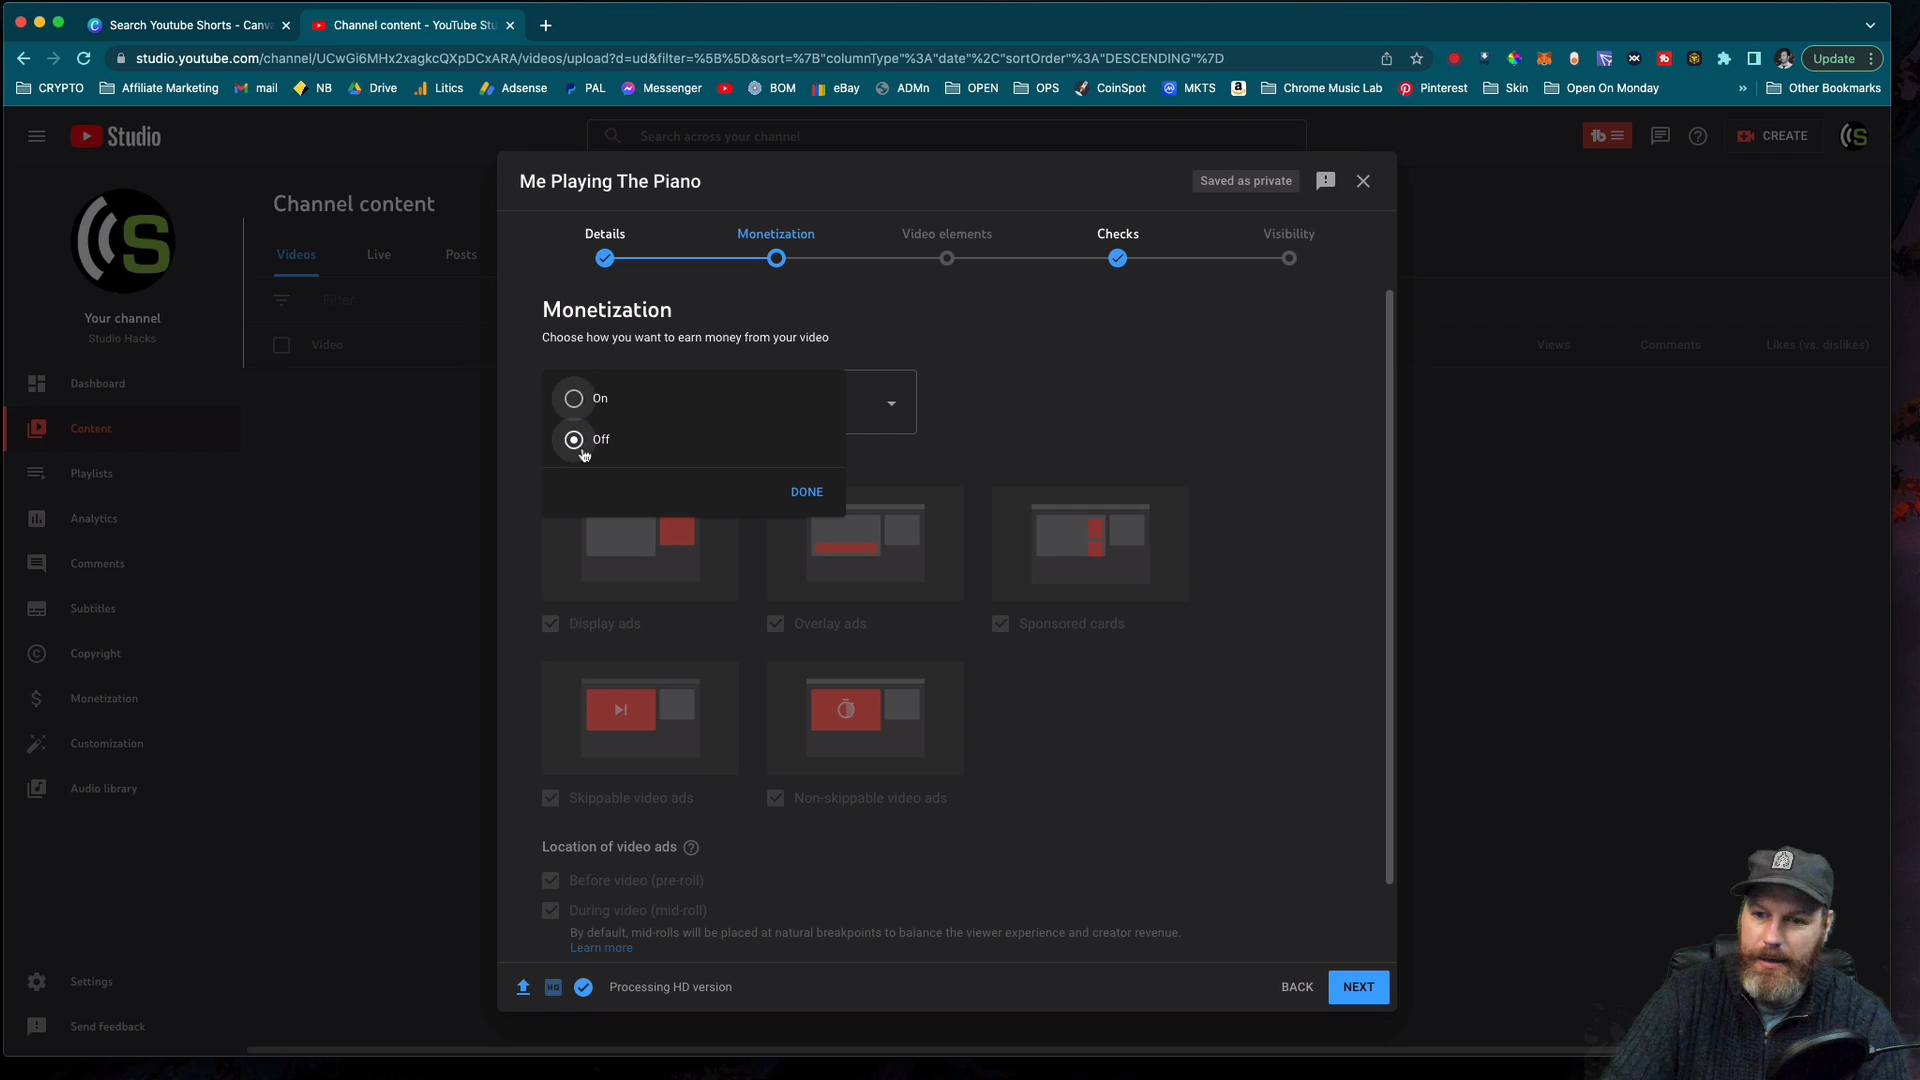 Search Youtube Shorts - Canva
Channel content - YouTube Stu
studio.youtube.com/channel/UCwGi6MHx2xagkcQXpDCxARA/videos/upload?d=ud&filter=%5B%5D&sort=%7B"columnType"%3A"date"%2C"sortOrder"%3A"DESCENDING"%7D
Update
CRYPTO Affiliate Marketing mail NB Drive Litics Adsense PAL Messenger BOM eBay ADMn OPEN OPS CoinSpot MKTS Chrome Music Lab Pinterest Skin Open On Monday » Other Bookmarks
Studio
Search across your channel
CREATE
Your channel
Studio Hacks
Dashboard
Content
Playlists
Analytics
Comments
Subtitles
Copyright
Monetization
Customization
Audio library
Settings
Send feedback
Channel content
Videos Live Posts
Filter
Video
Views Comments Likes (vs. dislikes)
Me Playing The Piano
Saved as private
Details Monetization Video elements Checks Visibility
Monetization
Choose how you want to earn money from your video
On
Off
DONE
Display ads Overlay ads Sponsored cards
Skippable video ads Non-skippable video ads
Location of video ads
Before video (pre-roll)
During video (mid-roll)
By default, mid-rolls will be placed at natural breakpoints to balance the viewer experience and creator revenue.
Learn more
HD Processing HD version
BACK NEXT